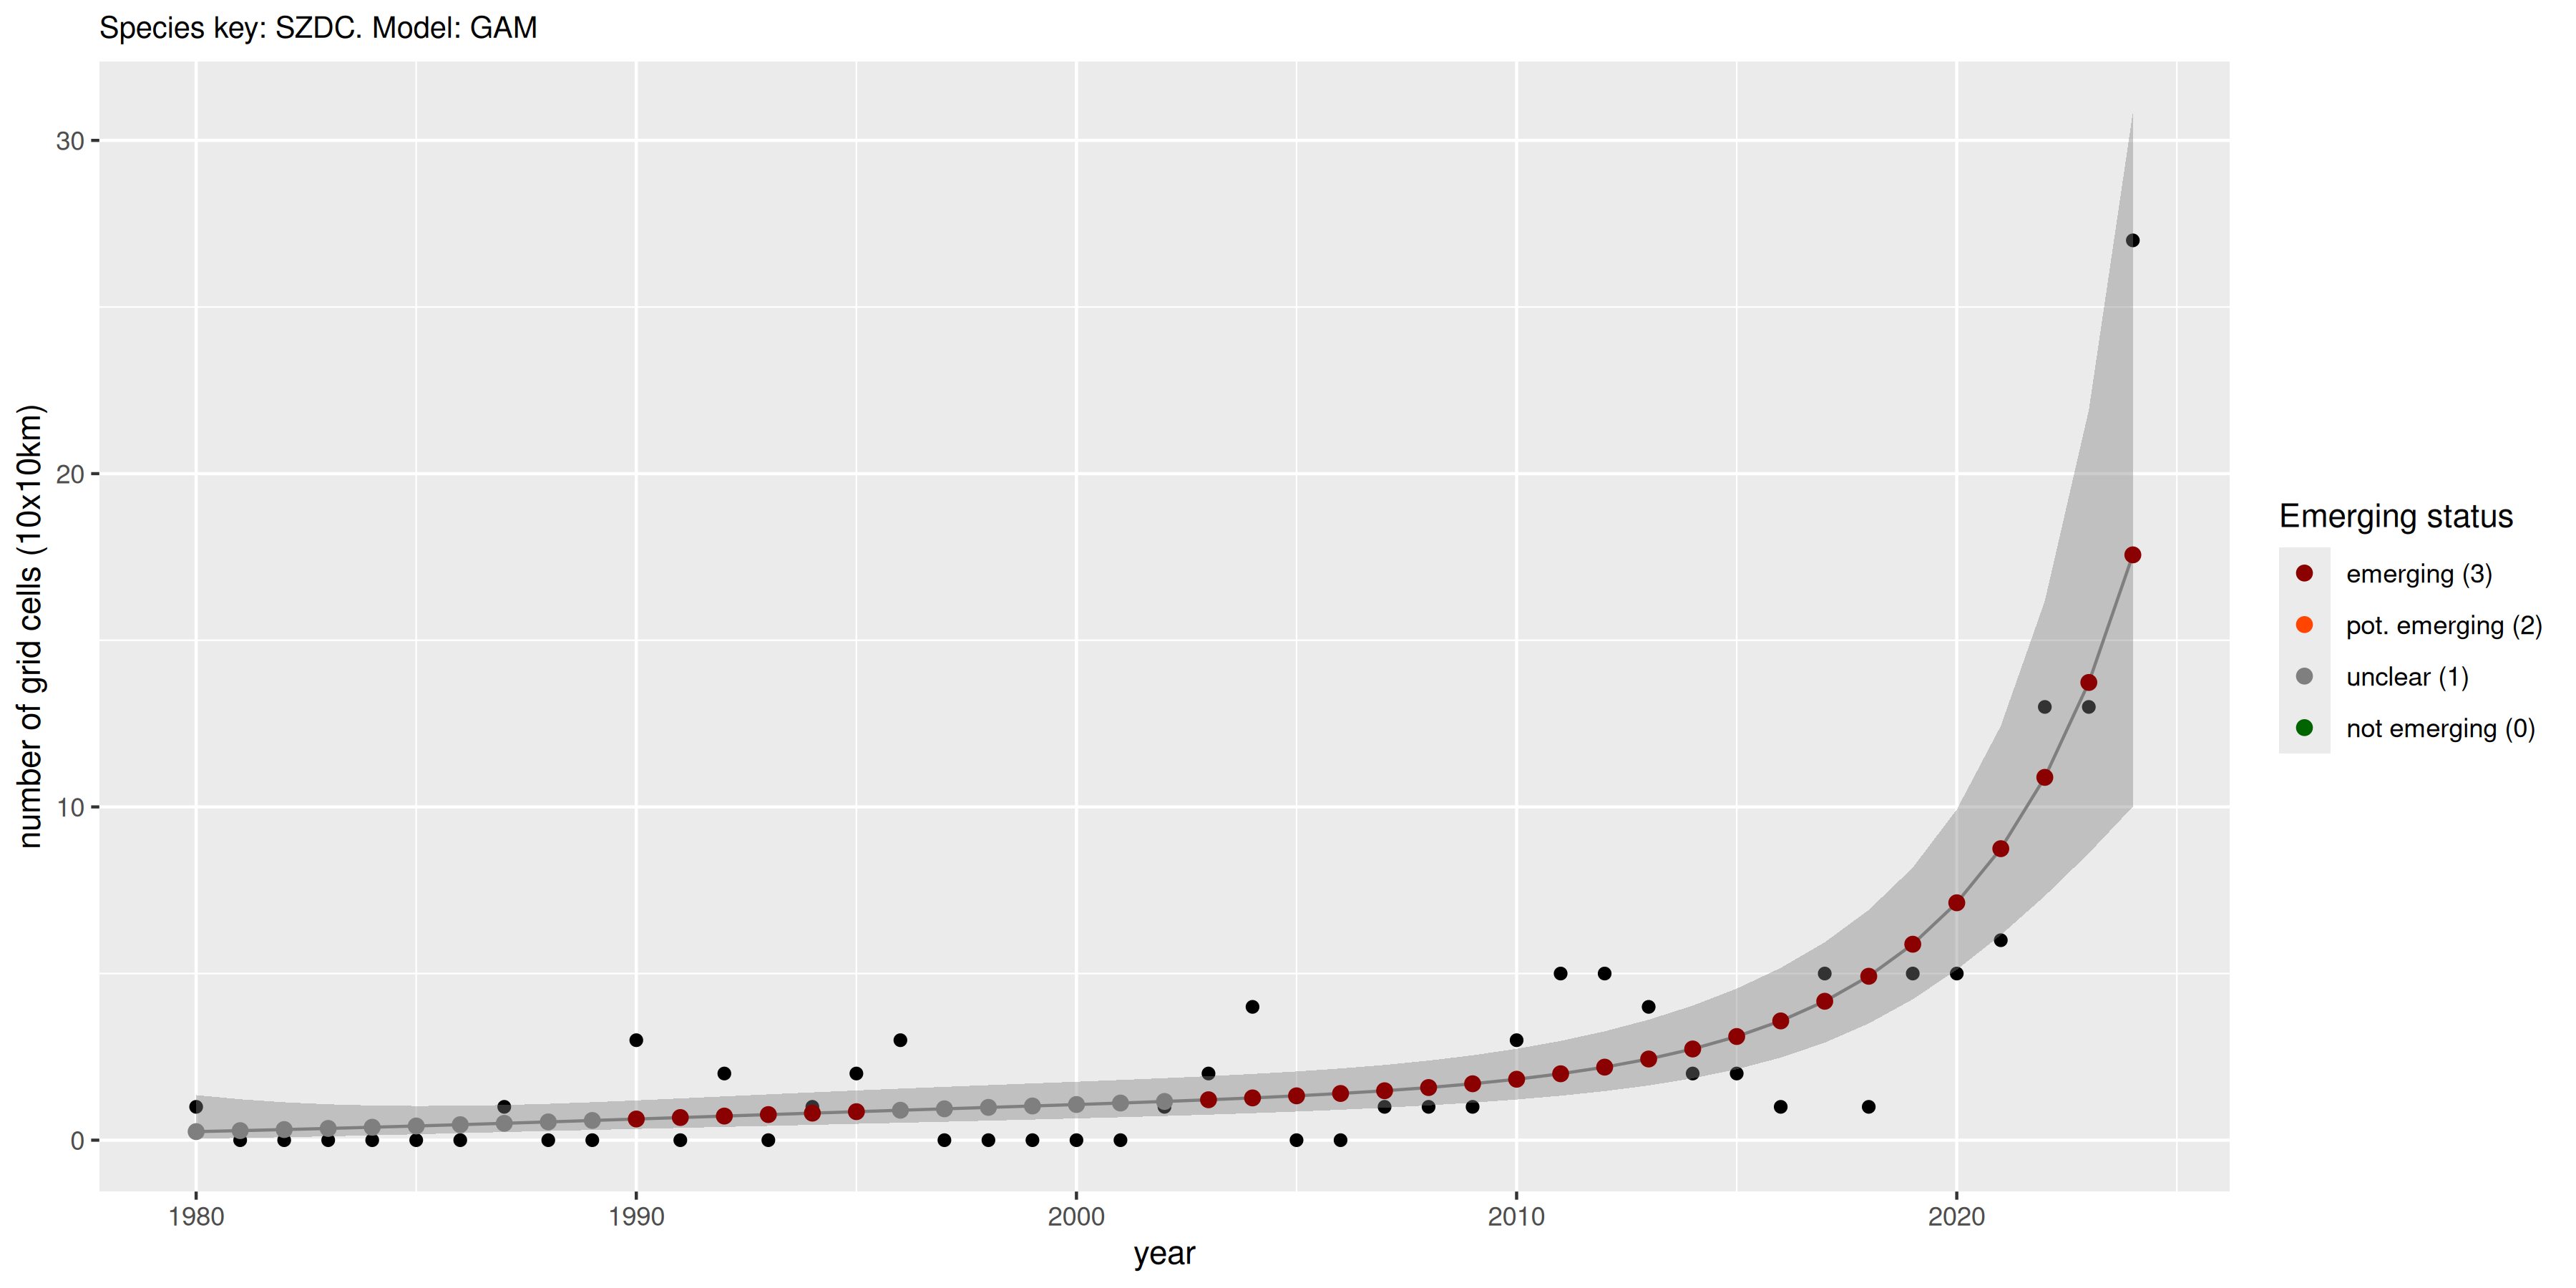 Species key: SZDC. Model: GAM
30
20
10
0
number of grid cells (10x10km)
1980 1990 2000 2010 2020
year
Emerging status
emerging (3)
pot. emerging (2)
unclear (1)
not emerging (0)